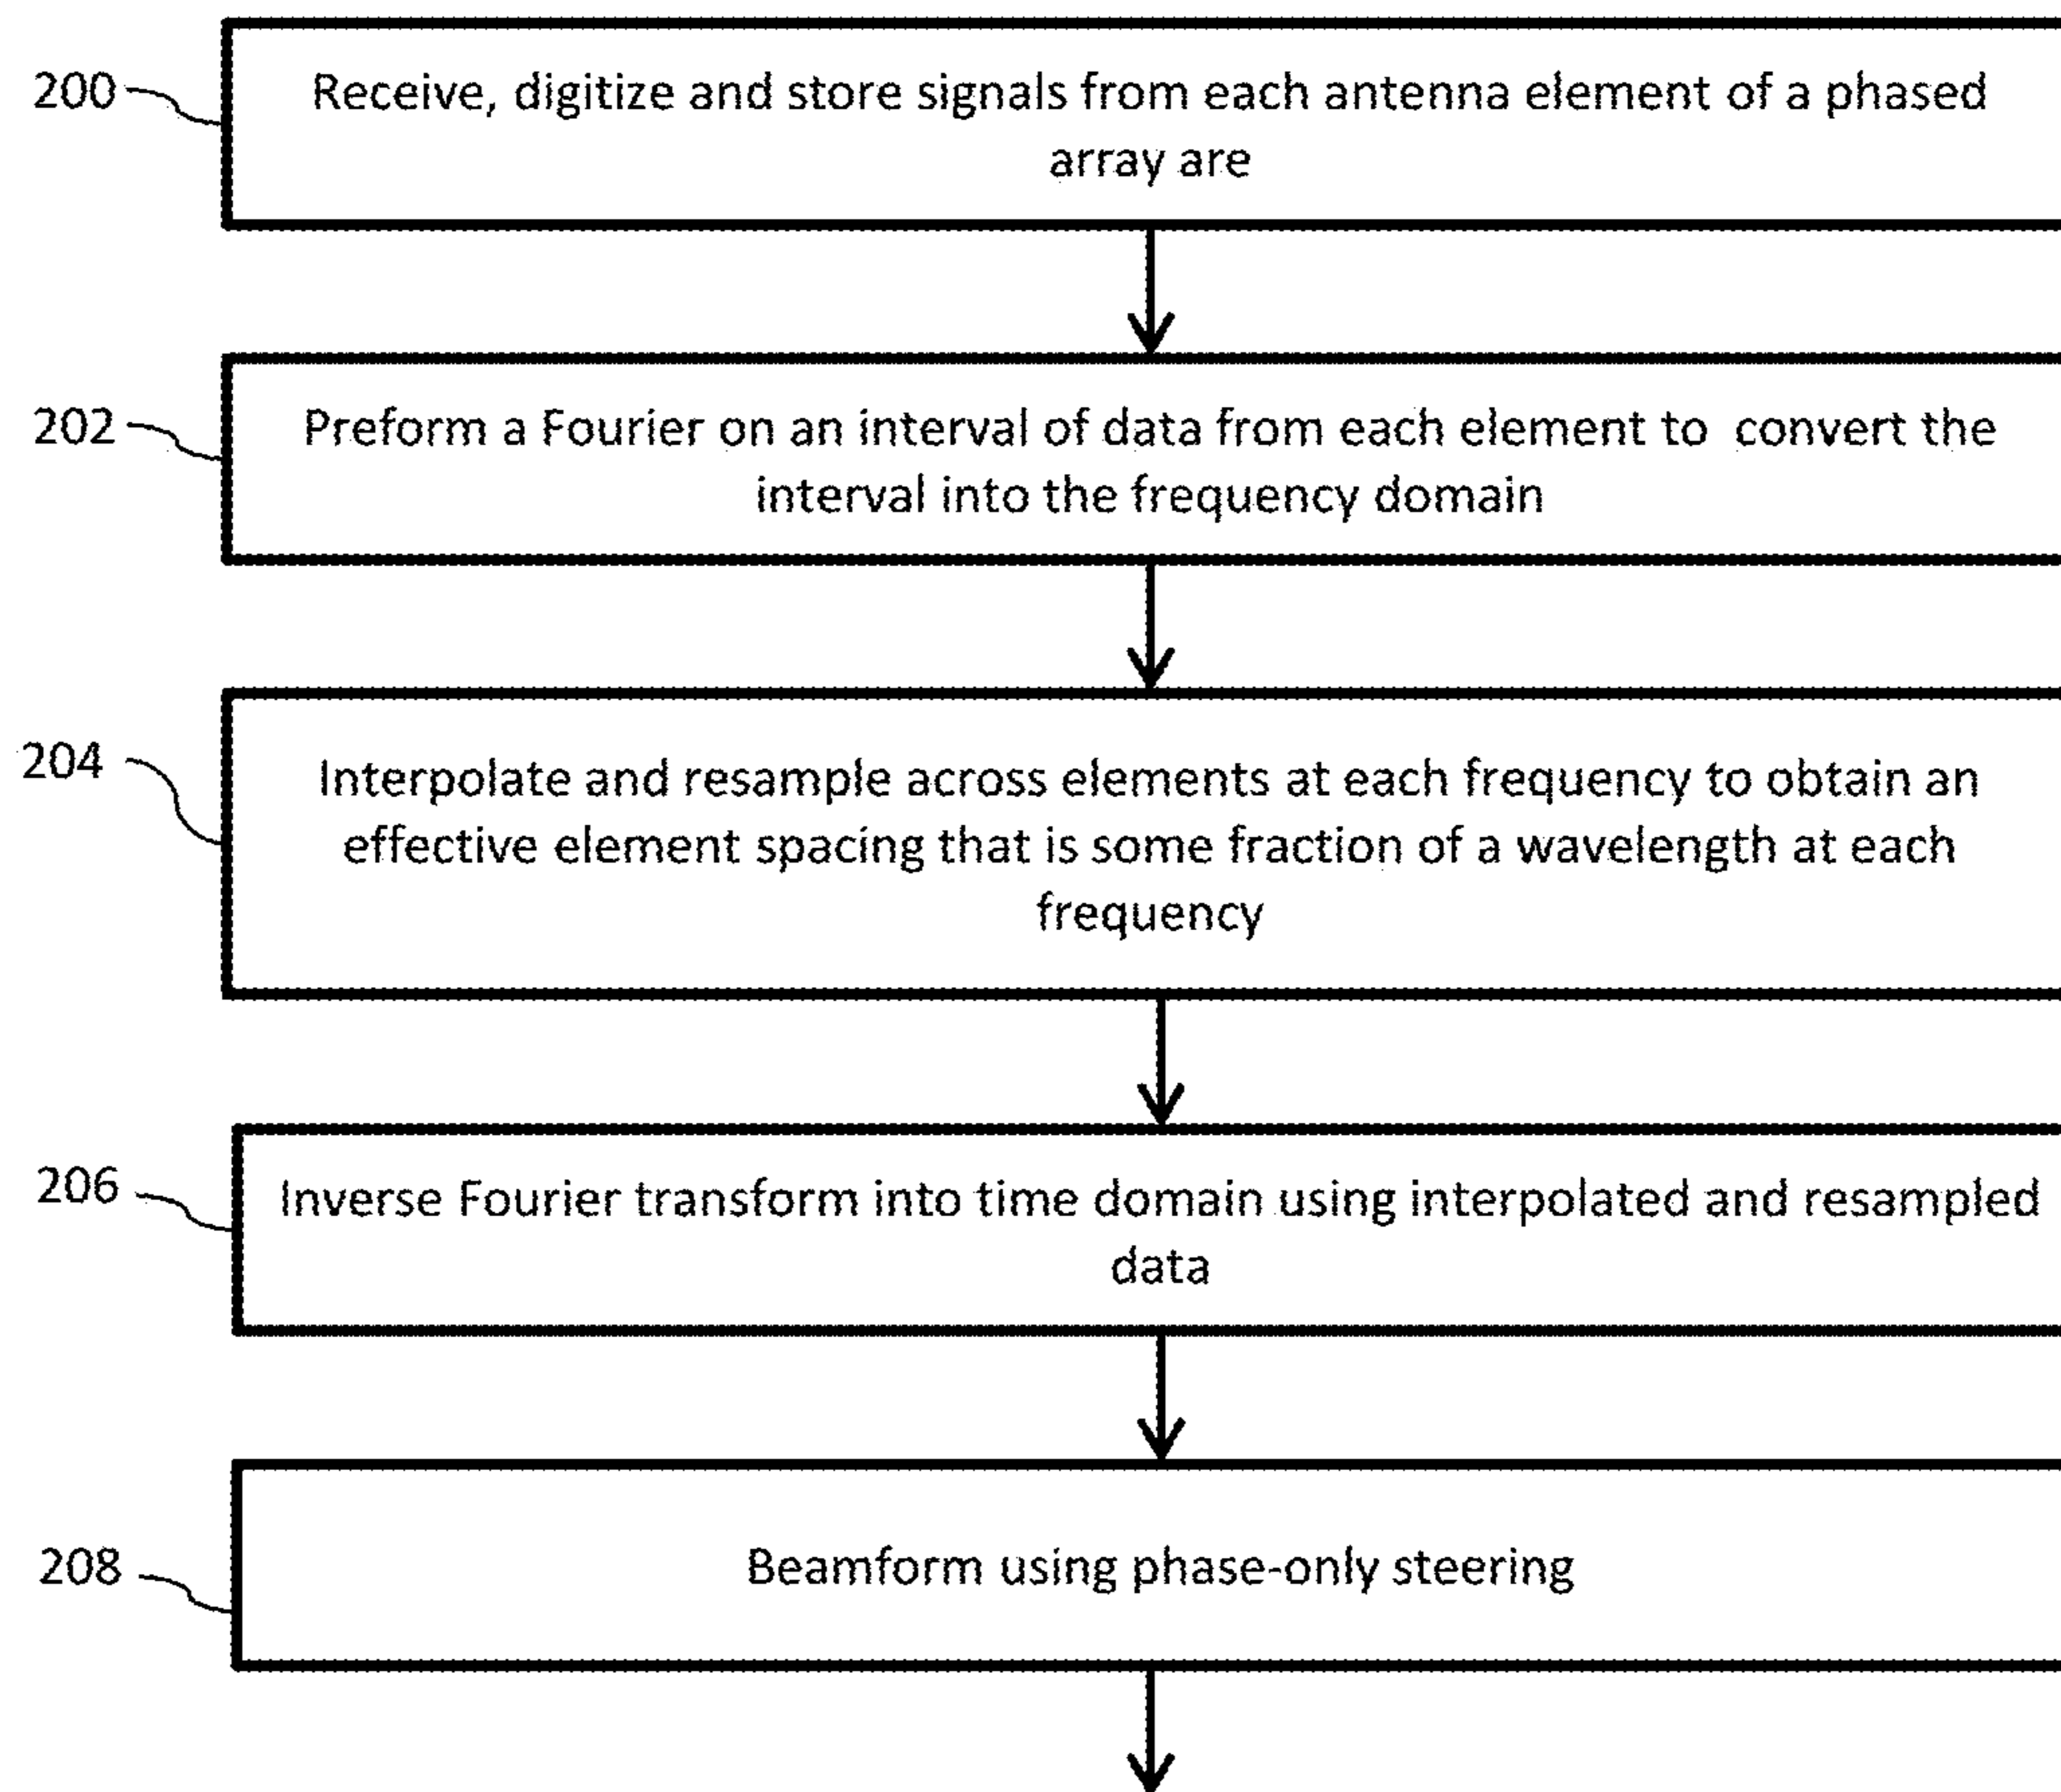 200
Receive, digitize and store signals from each antenna element of a phased
array are
202
Preform a Fourier on an interval of data from each element to convert the
interval into the frequency domain
204
Interpolate and resample across elements at each frequency to obtain an
effective element spacing that is some fraction of a wavelength at each
frequency
206
Inverse Fourier transform into time domain using interpolated and resampled
data
208
Beamform using phase-only steering